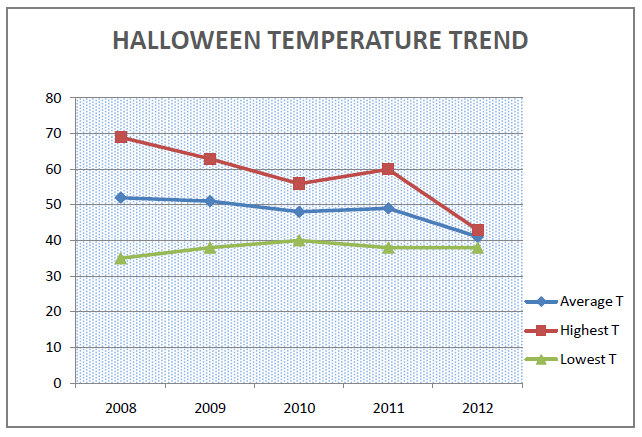 HALLOWEEN TEMPERATURE TREND
80
70
60
50
40
30
20
10
0
2008 2009 2010 2011 2012
Average T
Highest T
Lowest T